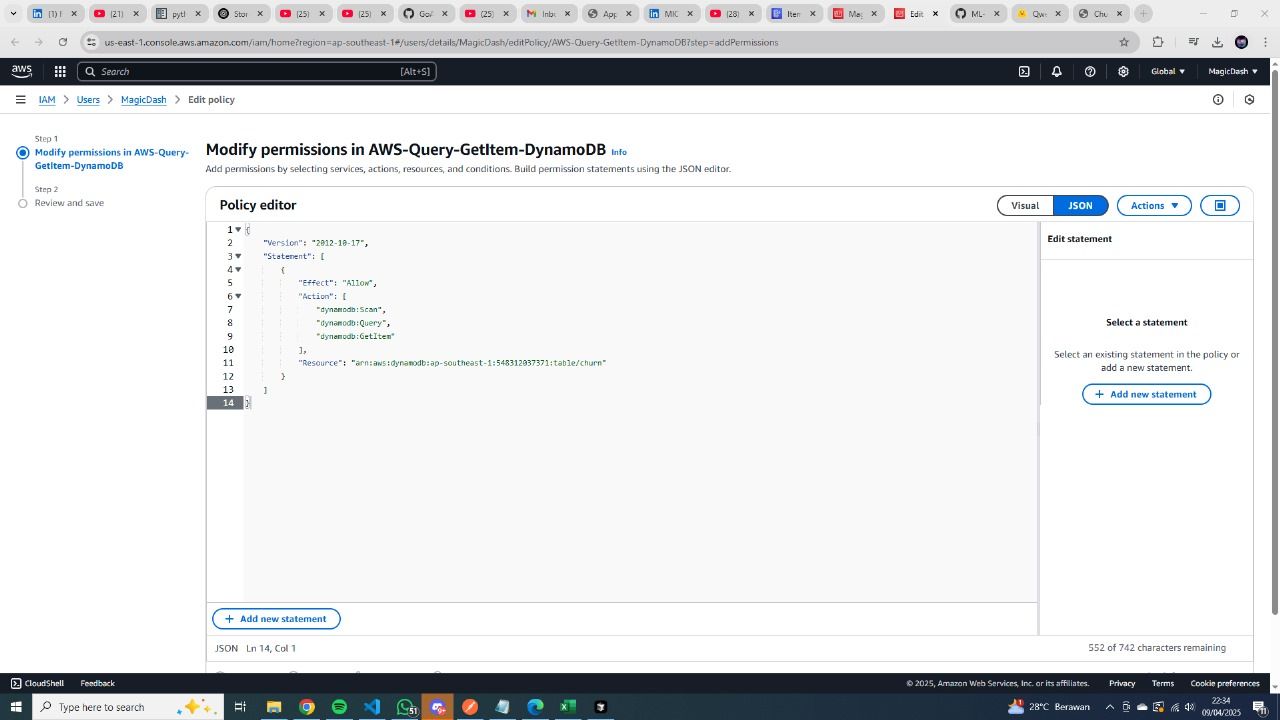 (1) F
(21)
pyth
Stor
(25)
(25)
GoA
(25)
Inbo
App
MIC
(28)
Item
Mag
Edit
ML-
Qwe
Chu
us-east-1.console.aws.amazon.com/iam/home?region=ap-southeast-1#/users/details/MagicDash/editPolicy/AWS-Query-GetItem-DynamoDB?step=addPermissions
aws
Search
[Alt+S]
Global
MagicDash
IAM
Users
MagicDash
Edit policy
Step 1
Modify permissions in AWS-Query-
GetItem-DynamoDB
Step 2
Review and save
Modify permissions in AWS-Query-GetItem-DynamoDB Info
Add permissions by selecting services, actions, resources, and conditions. Build permission statements using the JSON editor.
Policy editor
Visual
JSON
Actions
1 {
2 "Version": "2012-10-17",
3 "Statement": [
4 {
5 "Effect": "Allow",
6 "Action": [
7 "dynamodb:Scan",
8 "dynamodb:Query",
9 "dynamodb:GetItem"
10 ],
11 "Resource": "arn:aws:dynamodb:ap-southeast-1:548312037371:table/churn"
12 }
13 ]
14 }
Edit statement
Select a statement
Select an existing statement in the policy or
add a new statement.
+ Add new statement
+ Add new statement
JSON Ln 14, Col 1
552 of 742 characters remaining
CloudShell
Feedback
© 2025, Amazon Web Services, Inc. or its affiliates.
Privacy
Terms
Cookie preferences
Type here to search
51
28°C Berawan
22:34
09/04/2025
11